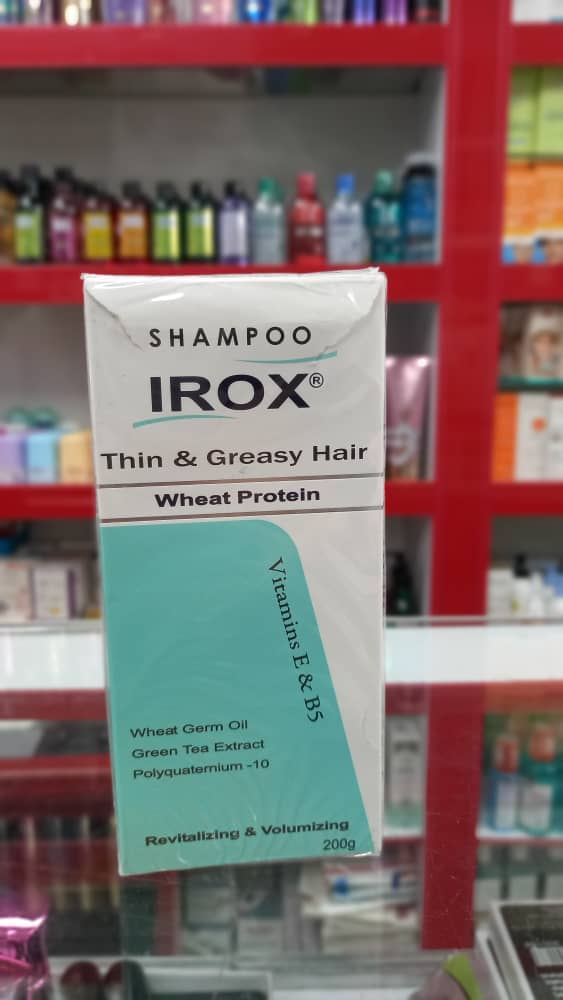 SHAMPOO
IROX®
Thin & Greasy Hair
Wheat Protein
Vitamins E & B5
Wheat Germ Oil
Green Tea Extract
Polyquaternium -10
Revitalizing & Volumizing
200g